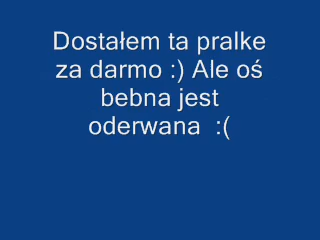 Dostałem ta pralke
za darmo :) Ale oś
bebna jest
oderwana  :(